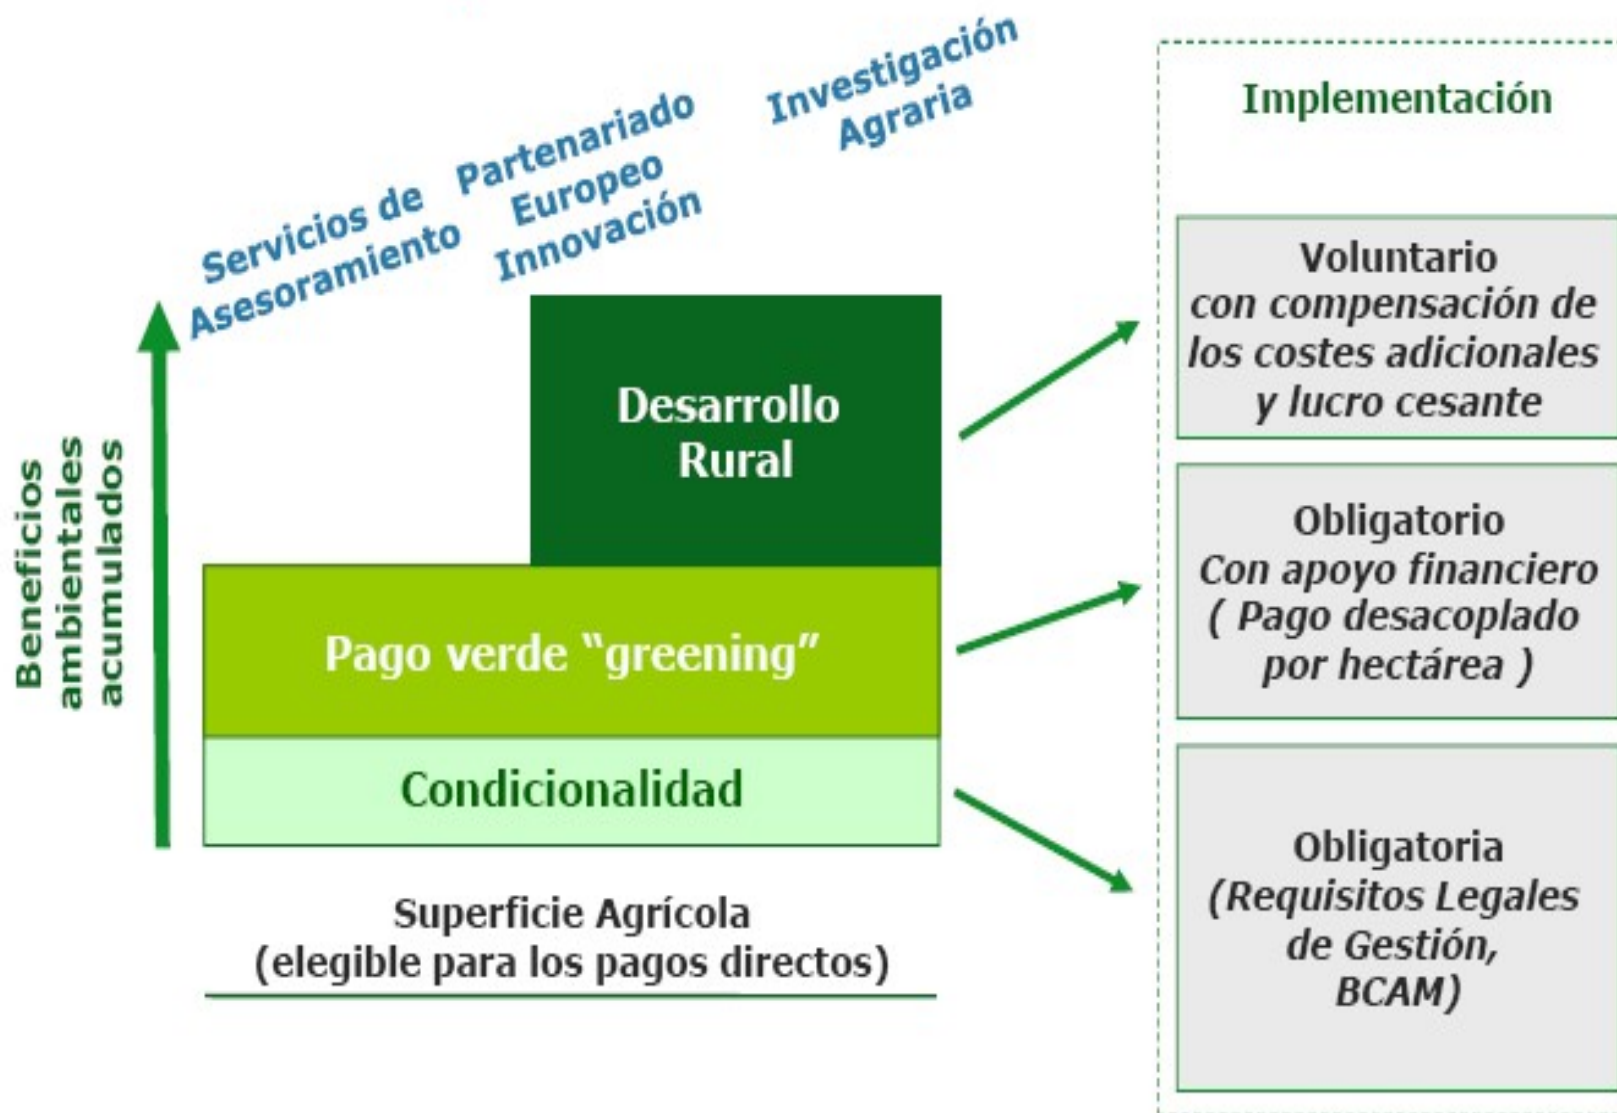 Servicios de
Asesoramiento
Partenariado
Europeo
Innovación
Investigación
Agraria
Beneficios
ambientales
acumulados
Desarrollo
Rural
Pago verde “greening”
Condicionalidad
Superficie Agrícola
(elegible para los pagos directos)
Implementación
Voluntario
con compensación de
los costes adicionales
y lucro cesante
Obligatorio
Con apoyo financiero
( Pago desacoplado
por hectárea )
Obligatoria
(Requisitos Legales
de Gestión,
BCAM)